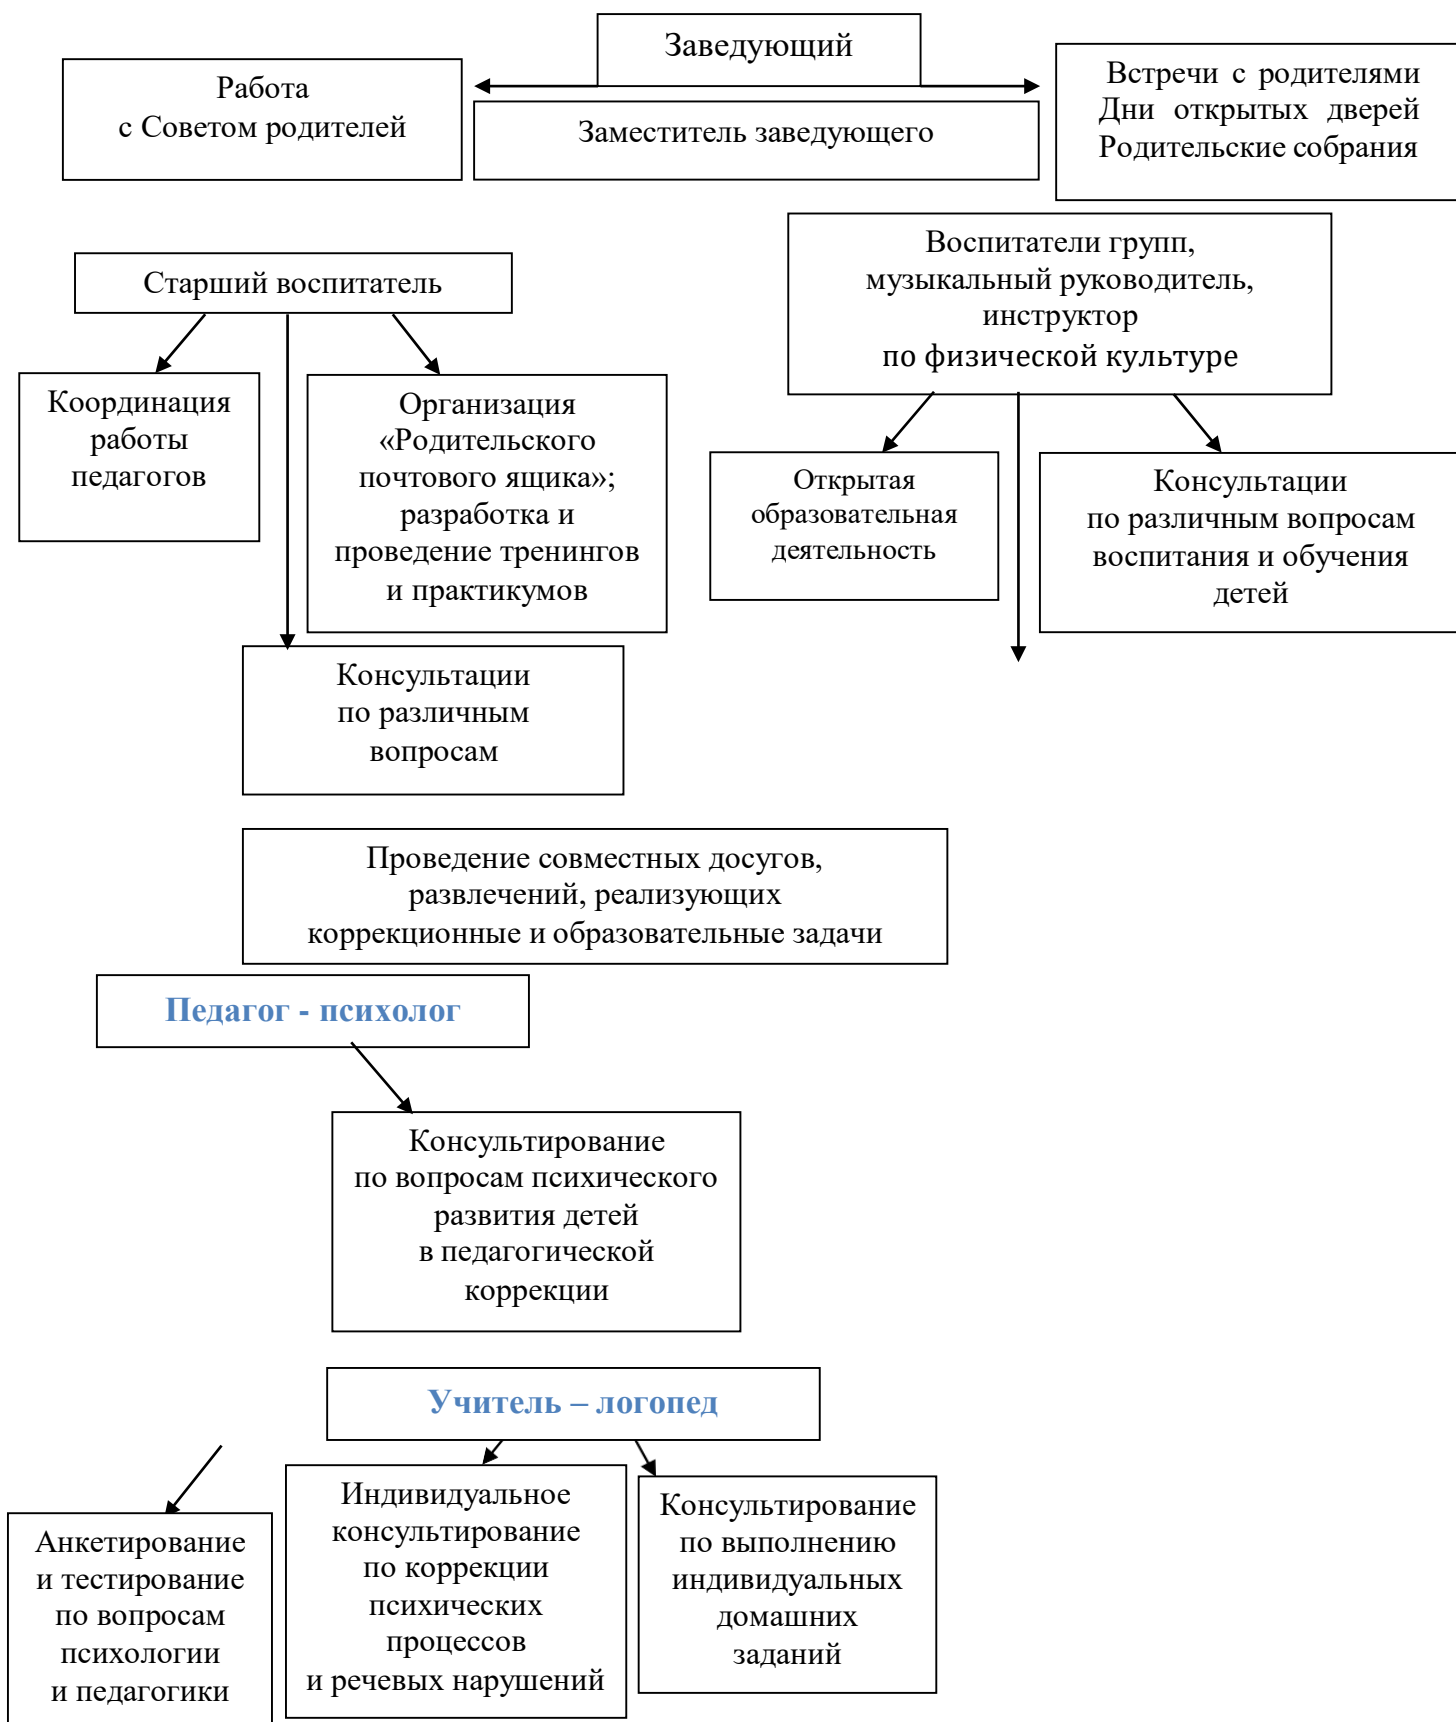 Заведующий
Работа
с Советом родителей
Заместитель заведующего
Встречи с родителями
Дни открытых дверей
Родительские собрания
Старший воспитатель
Воспитатели групп,
музыкальный руководитель,
инструктор
по физической культуре
Координация
работы
педагогов
Организация
«Родительского
почтового ящика»;
разработка и
проведение тренингов
и практикумов
Открытая
образовательная
деятельность
Консультации
по различным вопросам
воспитания и обучения
детей
Консультации
по различным
вопросам
Проведение совместных досугов,
развлечений, реализующих
коррекционные и образовательные задачи
Педагог - психолог
Консультирование
по вопросам психического
развития детей
в педагогической
коррекции
Учитель – логопед
Анкетирование
и тестирование
по вопросам
психологии
и педагогики
Индивидуальное
консультирование
по коррекции
психических
процессов
и речевых нарушений
Консультирование
по выполнению
индивидуальных
домашних
заданий